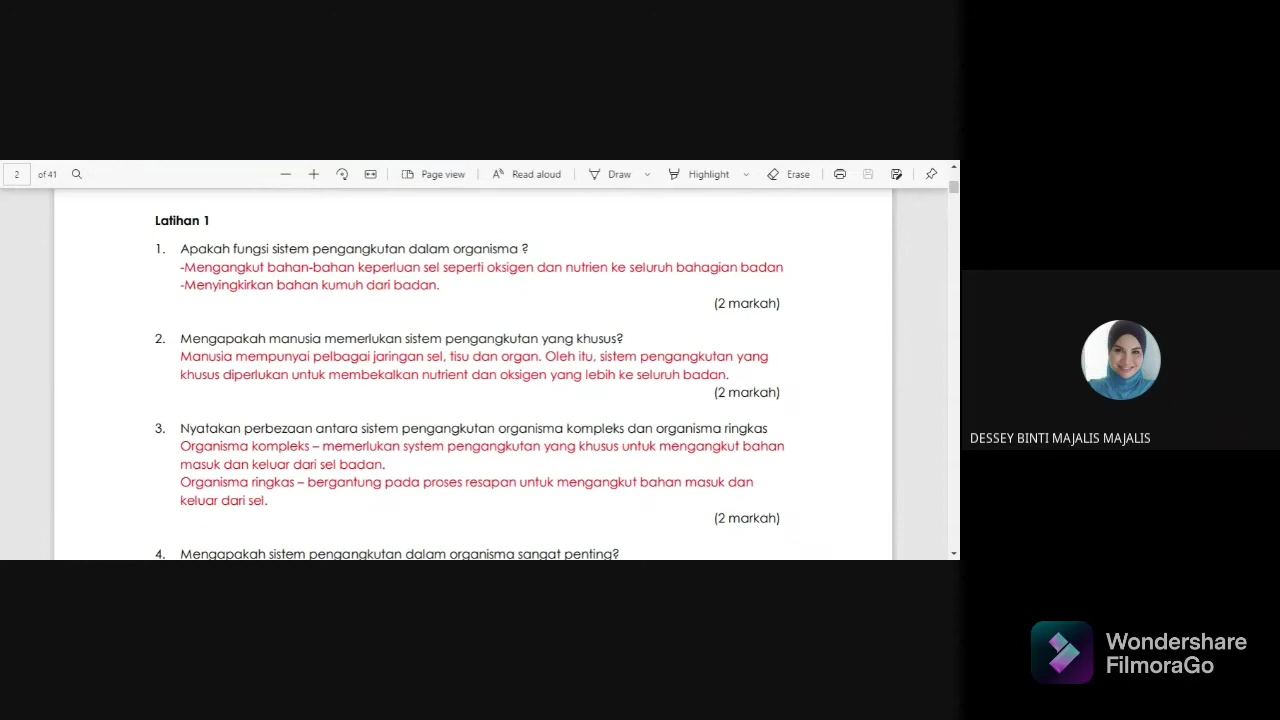 2 of 41 Page view Read aloud Draw Highlight Erase
Latihan 1
1. Apakah fungsi sistem pengangkutan dalam organisma ?
-Mengangkut bahan-bahan keperluan sel seperti oksigen dan nutrien ke seluruh bahagian badan
-Menyingkirkan bahan kumuh dari badan.
(2 markah)
2. Mengapakah manusia memerlukan sistem pengangkutan yang khusus?
Manusia mempunyai pelbagai jaringan sel, tisu dan organ. Oleh itu, sistem pengangkutan yang
khusus diperlukan untuk membekalkan nutrient dan oksigen yang lebih ke seluruh badan.
(2 markah)
3. Nyatakan perbezaan antara sistem pengangkutan organisma kompleks dan organisma ringkas
Organisma kompleks – memerlukan system pengangkutan yang khusus untuk mengangkut bahan
masuk dan keluar dari sel badan.
Organisma ringkas – bergantung pada proses resapan untuk mengangkut bahan masuk dan
keluar dari sel.
(2 markah)
4. Mengapakah sistem pengangkutan dalam organisma sangat penting?
DESSEY BINTI MAJALIS MAJALIS
Wondershare
FilmoraGo